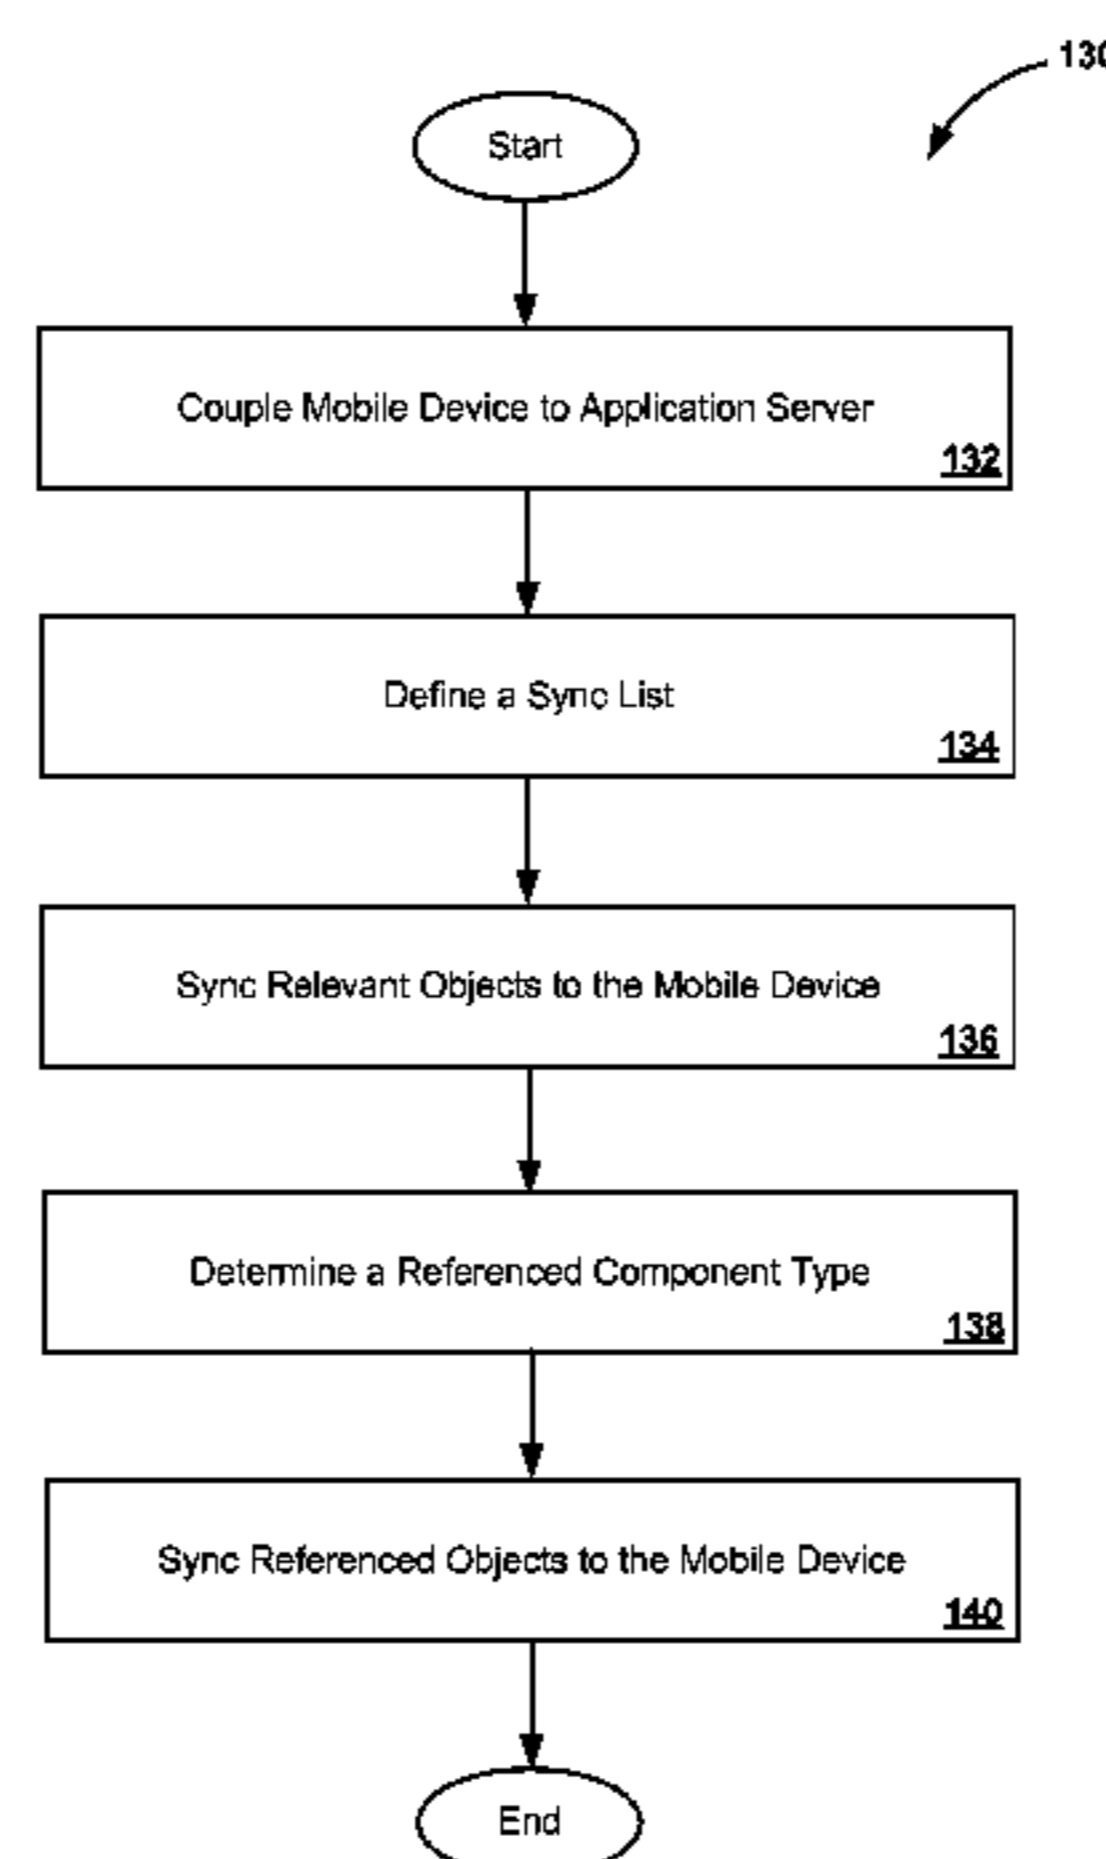 130
Start
Couple Mobile Device to Application Server
132
Define a Sync List
134
Sync Relevant Objects to the Mobile Device
136
Determine a Referenced Component Type
138
Sync Referenced Objects to the Mobile Device
140
End